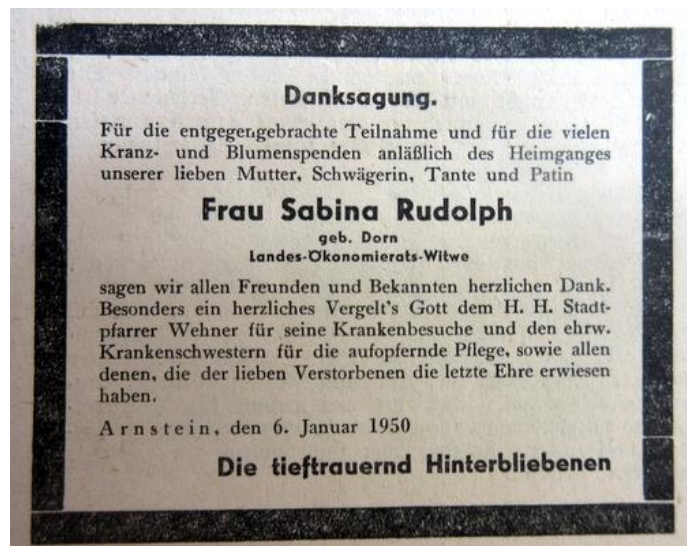 Danksagung.
Für die entgegengebrachte Teilnahme und für die vielen
Kranz- und Blumenspenden anläßlich des Heimganges
unserer lieben Mutter, Schwägerin, Tante und Patin
Frau Sabina Rudolph
geb. Dorn
Landes-Ökonomierats-Witwe
sagen wir allen Freunden und Bekannten herzlichen Dank.
Besonders ein herzliches Vergelt's Gott dem H. H. Stadt-
pfarrer Wehner für seine Krankenbesuche und den ehrw.
Krankenschwestern für die aufopfernde Pflege, sowie allen
denen, die der lieben Verstorbenen die letzte Ehre erwiesen
haben.
Arnstein, den 6. Januar 1950
Die tieftrauernd Hinterbliebenen